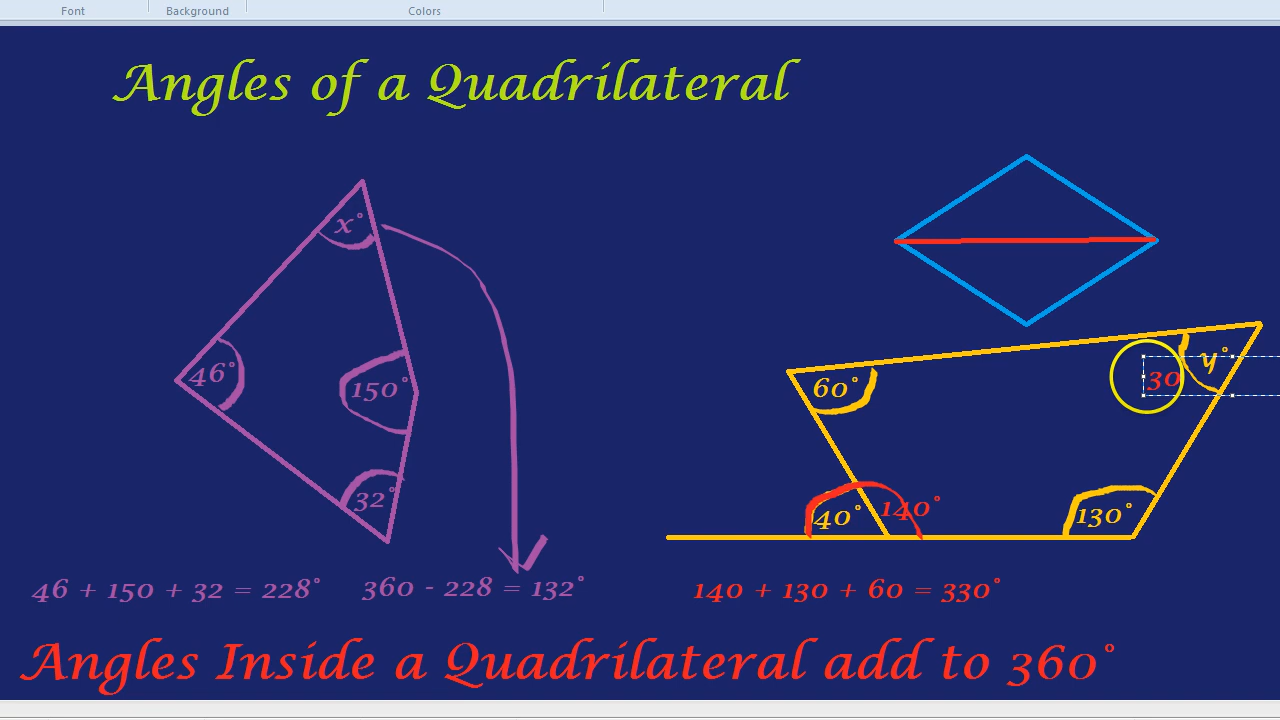 Font Background Colors
Angles of a Quadrilateral
x°
46°
150°
32°
60°
30
y°
40°
140°
130°
46 + 150 + 32 = 228°
360 - 228 = 132°
140 + 130 + 60 = 330°
Angles Inside a Quadrilateral add to 360°